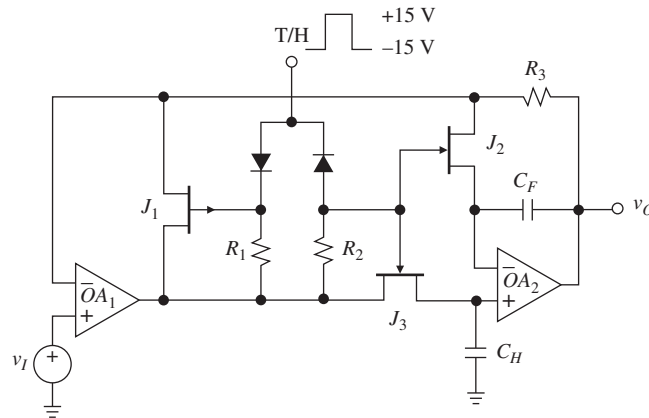 T/H
+15 V
–15 V
R3
J2
J1
CF
vO
R1
R2
– OA1
+
– OA2
+
J3
vI
+
CH